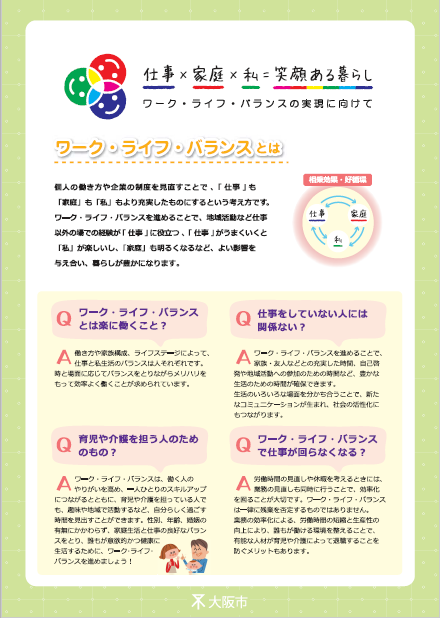 仕事×家庭×私=笑顔ある暮らし
ワーク・ライフ・バランスの実現に向けて
ワーク・ライフ・バランスとは
個人の働き方や企業の制度を見直すことで、「仕事」も
「家庭」も「私」もより充実したものにするという考え方です。
ワーク・ライフ・バランスを進めることで、地域活動など仕事
以外の場での経験が「仕事」に役立つ、「仕事」がうまくいくと
「私」が楽しいし、「家庭」も明るくなるなど、よい影響を
与え合い、暮らしが豊かになります。
相乗効果・好循環
仕事
家庭
私
Q ワーク・ライフ・バランス
とは楽に働くこと？
A 働き方や家族構成、ライフステージによって、
仕事と私生活のバランスは人それぞれです。
時と場面に応じてバランスをとりながらメリハリを
もって効率よく働くことが求められています。
Q 仕事をしていない人には
関係ない？
A ワーク・ライフ・バランスを進めることで、
家族・友人などとの充実した時間、自己啓
発や地域活動への参加のための時間など、豊かな
生活のための時間が確保できます。
生活のいろいろな場面を分かち合うことで、新た
なコミュニケーションが生まれ、社会の活性化に
もつながります。
Q 育児や介護を担う人のため
のもの？
A ワーク・ライフ・バランスは、働く人の
やりがいを高め、一人ひとりのスキルアップ
につながるとともに、育児や介護を担っている人で
も、趣味や地域で活動するなど、自分らしく過ごす
時間を見出すことができます。性別、年齢、婚姻の
有無にかかわらず、家庭生活と仕事の良好なバラン
スをとり、誰もが意欲的かつ健康に
生活するために、ワーク・ライフ・
バランスを進めましょう！
Q ワーク・ライフ・バランス
で仕事が回らなくなる？
A 労働時間の見直しや休暇を考えるときには、
業務の見直しも同時に行うことで、効率化
を図ることが大切です。ワーク・ライフ・バランス
は一律に残業を否定するものではありません。
業務の効率化による、労働時間の短縮と生産性の
向上により、誰もが働ける環境を整えることで、
有能な人材が育児や介護によって退職することを
防ぐメリットもあります。
大阪市